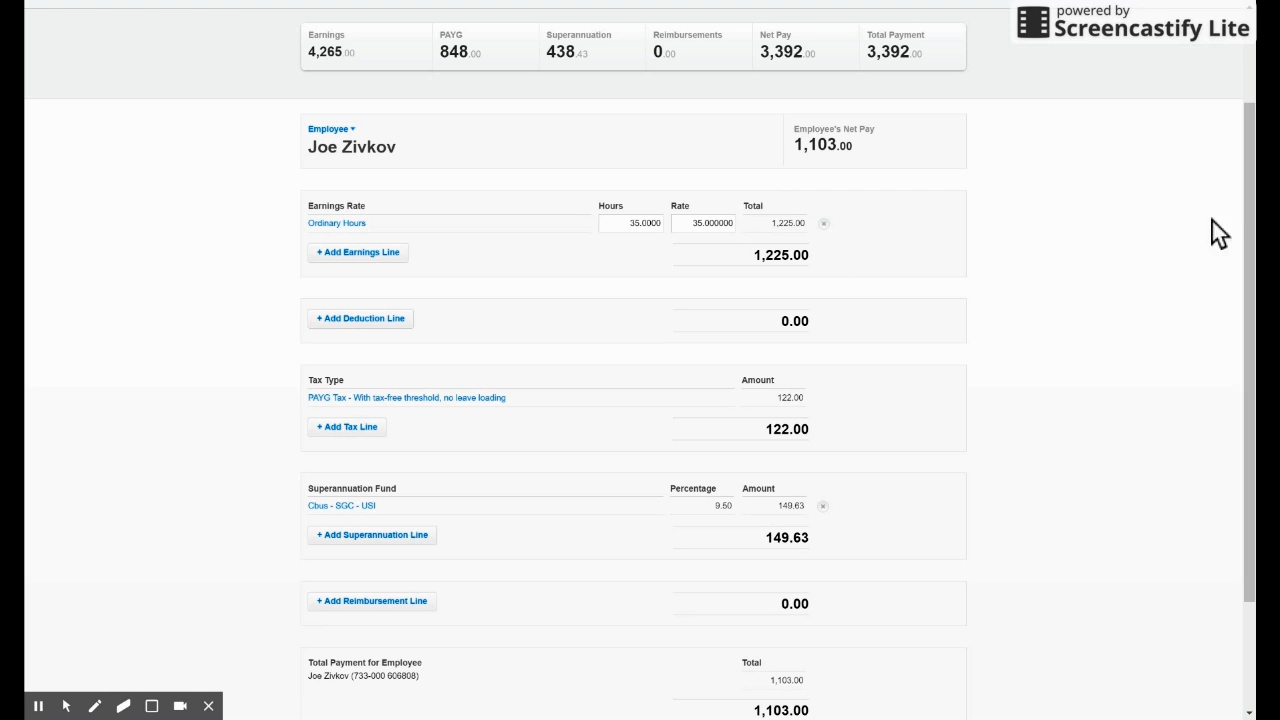 powered by
Screencastify Lite
Earnings PAYG Superannuation Reimbursements Net Pay Total Payment
4,265.00 848.00 438.43 0.00 3,392.00 3,392.00
Employee Employee's Net Pay
Joe Zivkov 1,103.00
Earnings Rate Hours Rate Total
Ordinary Hours 35.0000 35.000000 1,225.00
+ Add Earnings Line 1,225.00
+ Add Deduction Line 0.00
Tax Type Amount
PAYG Tax - With tax-free threshold, no leave loading 122.00
+ Add Tax Line 122.00
Superannuation Fund Percentage Amount
Cbus - SGC - USI 9.50 149.63
+ Add Superannuation Line 149.63
+ Add Reimbursement Line 0.00
Total Payment for Employee Total
Joe Zivkov (733-000 606808) 1,103.00
1,103.00